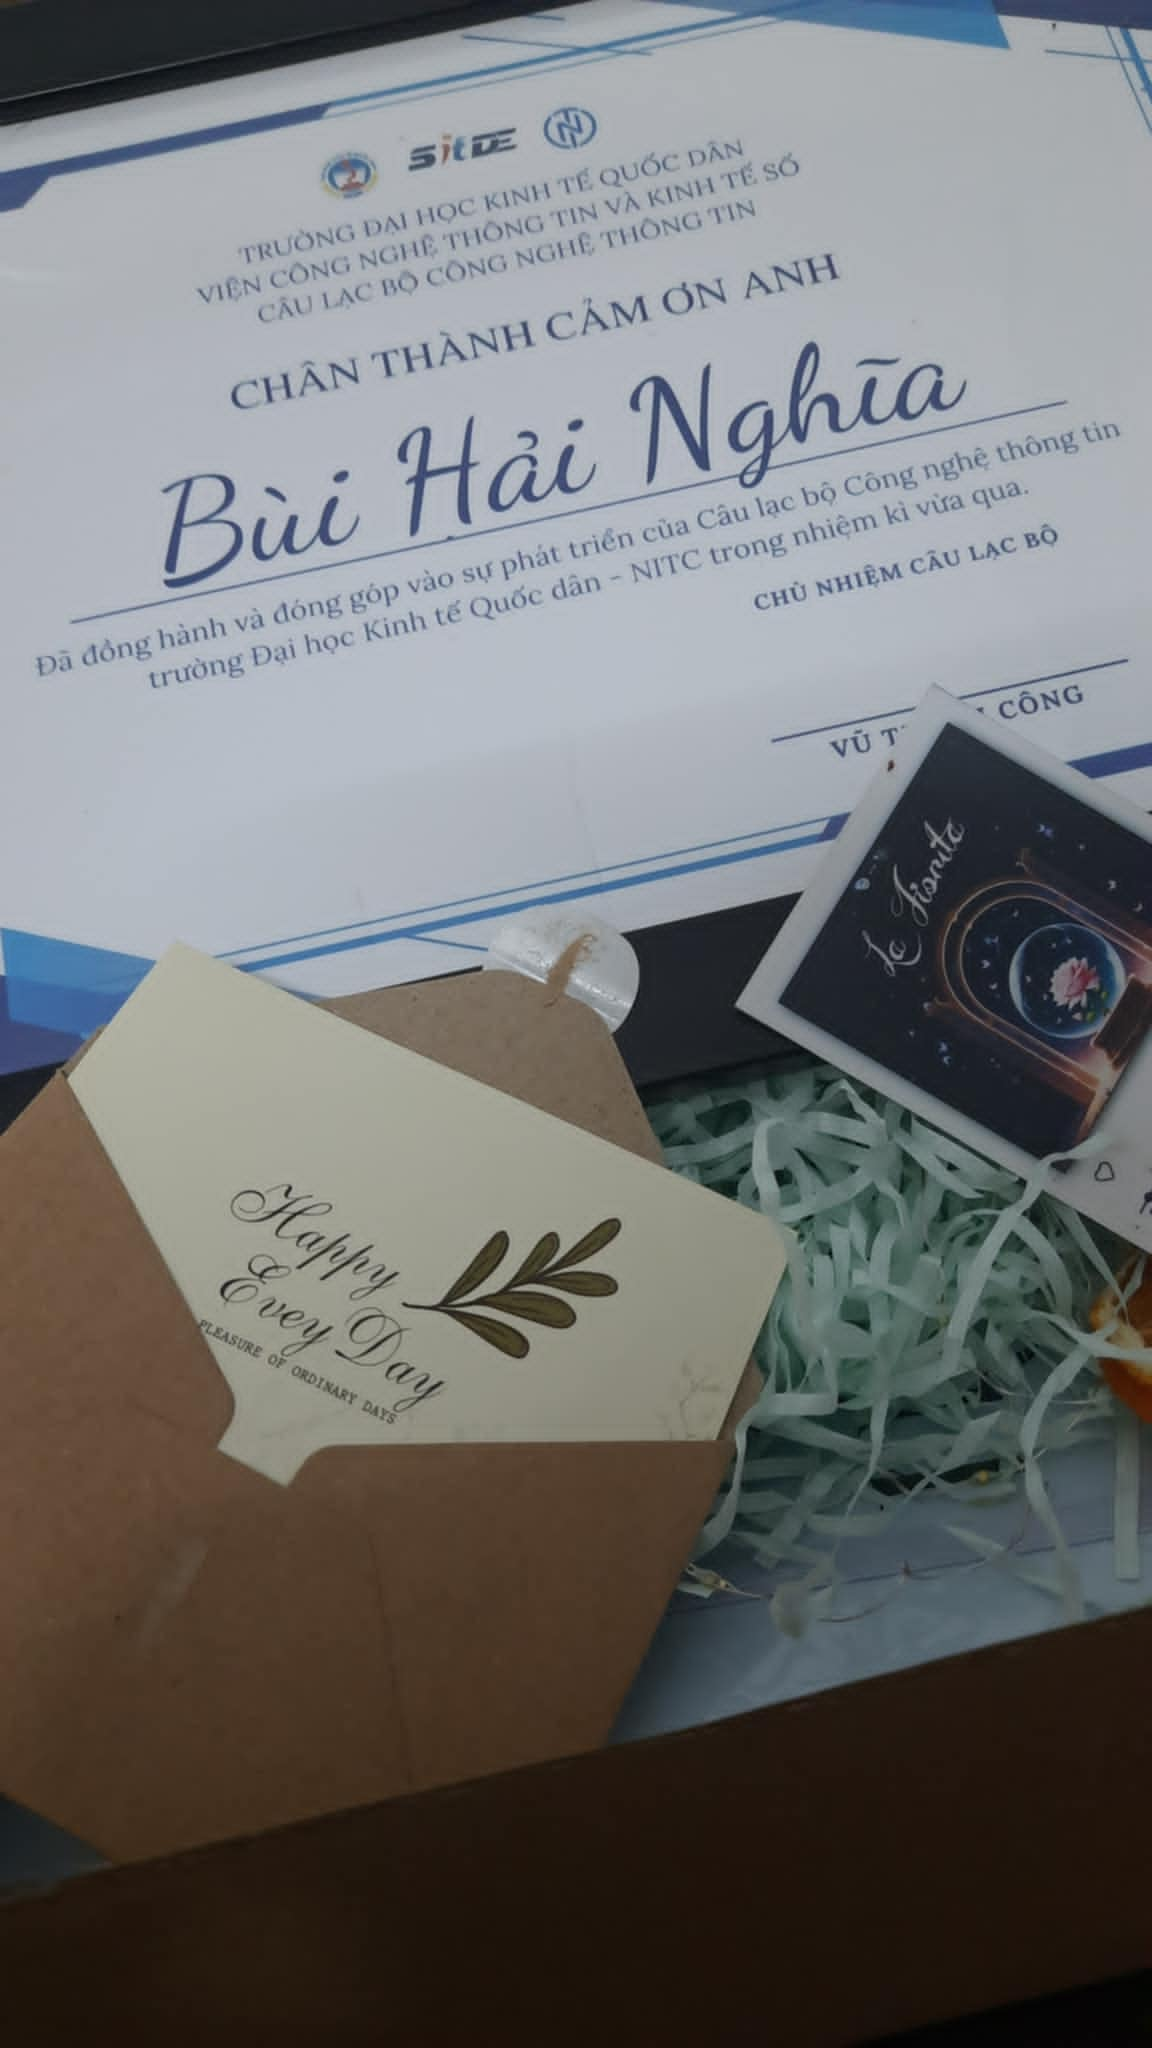 SitDE
TRƯỜNG ĐẠI HỌC KINH TẾ QUỐC DÂN
VIỆN CÔNG NGHỆ THÔNG TIN VÀ KINH TẾ SỐ
CÂU LẠC BỘ CÔNG NGHỆ THÔNG TIN
CHÂN THÀNH CẢM ƠN ANH
Bùi Hải Nghĩa
Đã đồng hành và đóng góp vào sự phát triển của Câu lạc bộ Công nghệ thông tin
trường Đại học Kinh tế Quốc dân - NITC trong nhiệm kì vừa qua.
CHỦ NHIỆM CÂU LẠC BỘ
VŨ CÔNG
La
Happy
Evey Day
PLEASURE OF ORDINARY DAYS